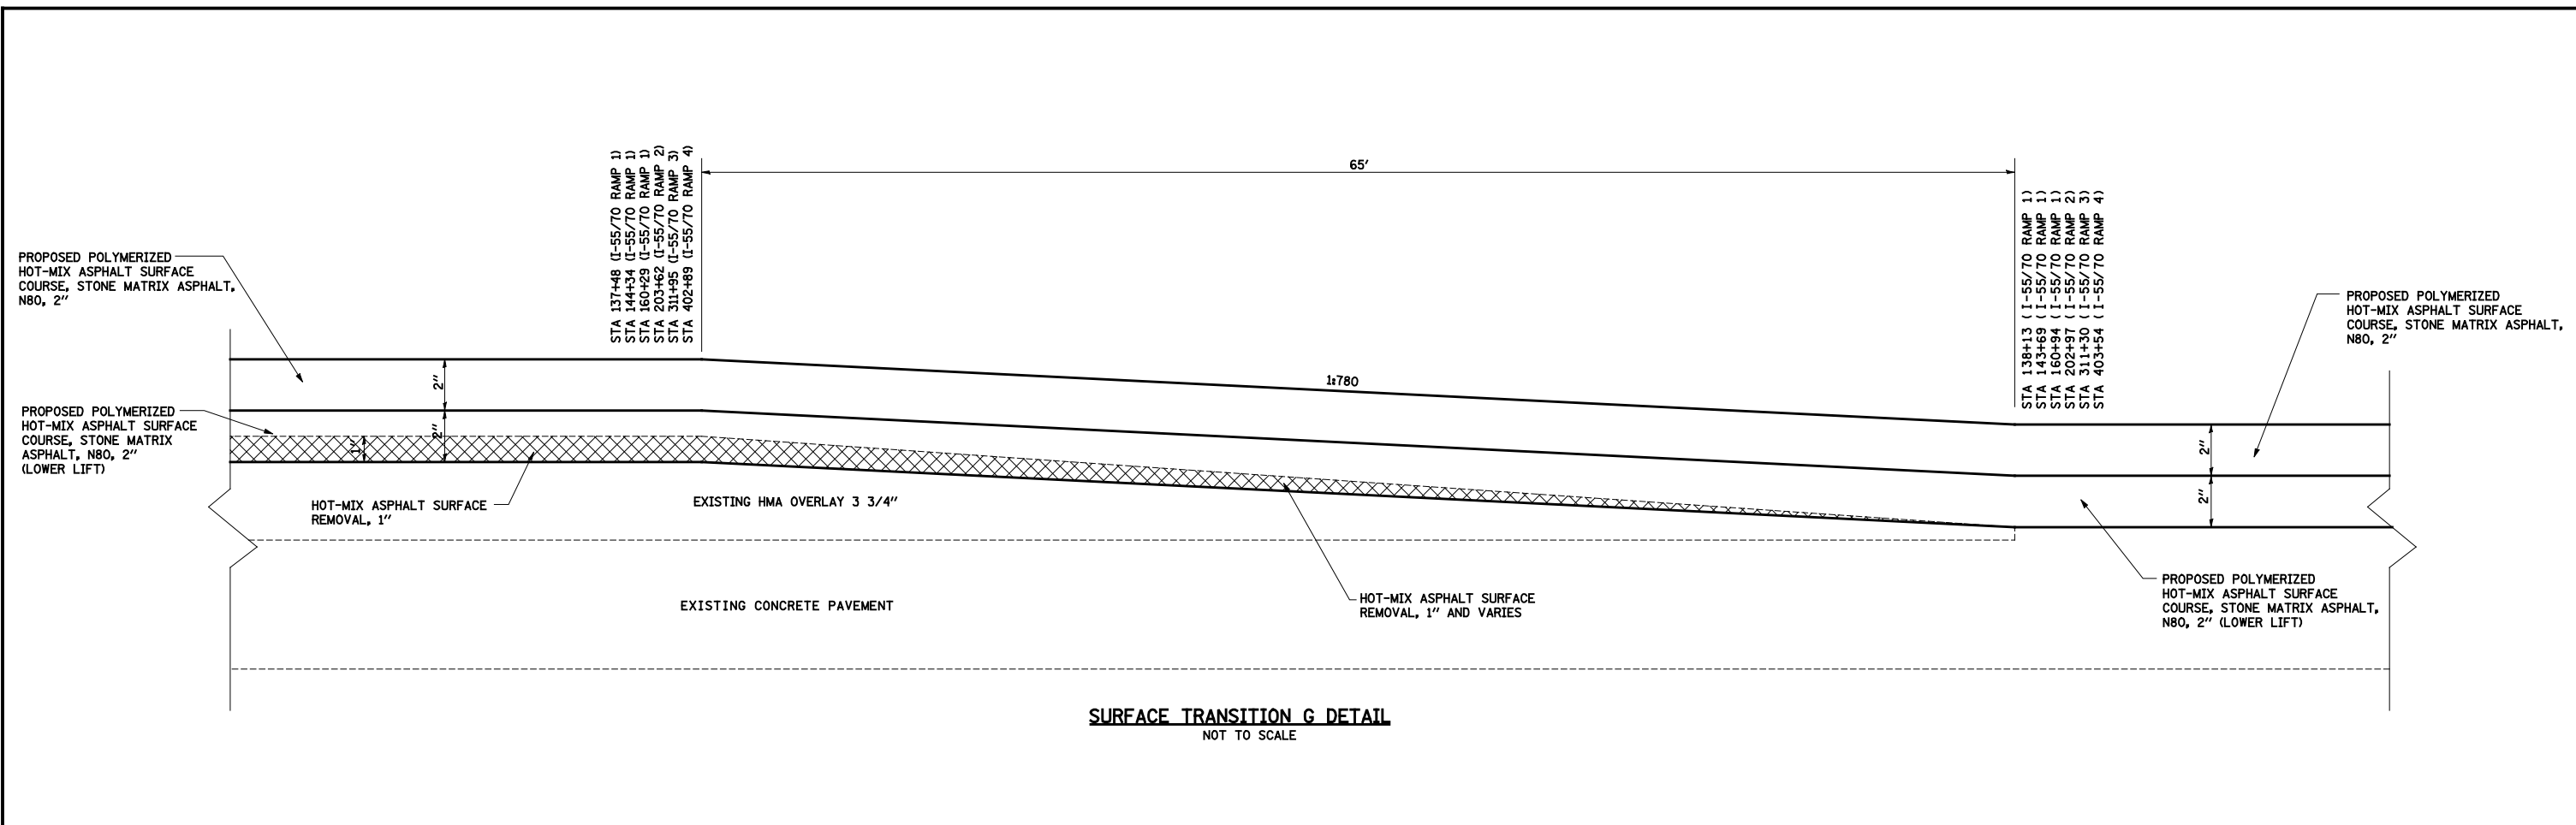 STA 137+48 (I-55/70 RAMP 1)
STA 144+34 (I-55/70 RAMP 1)
STA 160+29 (I-55/70 RAMP 1)
STA 203+62 (I-55/70 RAMP 2)
STA 311+95 (I-55/70 RAMP 3)
STA 402+89 (I-55/70 RAMP 4)
65'
STA 138+13 (I-55/70 RAMP 1)
STA 143+69 (I-55/70 RAMP 1)
STA 160+94 (I-55/70 RAMP 1)
STA 202+97 (I-55/70 RAMP 2)
STA 311+30 (I-55/70 RAMP 3)
STA 403+54 (I-55/70 RAMP 4)
PROPOSED POLYMERIZED
HOT-MIX ASPHALT SURFACE
COURSE, STONE MATRIX ASPHALT,
N80, 2"
PROPOSED POLYMERIZED
HOT-MIX ASPHALT SURFACE
COURSE, STONE MATRIX ASPHALT,
N80, 2"
2"
1:780
PROPOSED POLYMERIZED
HOT-MIX ASPHALT SURFACE
COURSE, STONE MATRIX
ASPHALT, N80, 2"
(LOWER LIFT)
2"
1"
2"
2"
HOT-MIX ASPHALT SURFACE
REMOVAL, 1"
EXISTING HMA OVERLAY 3 3/4"
EXISTING CONCRETE PAVEMENT
HOT-MIX ASPHALT SURFACE
REMOVAL, 1" AND VARIES
PROPOSED POLYMERIZED
HOT-MIX ASPHALT SURFACE
COURSE, STONE MATRIX ASPHALT,
N80, 2" (LOWER LIFT)
SURFACE TRANSITION G DETAIL
NOT TO SCALE